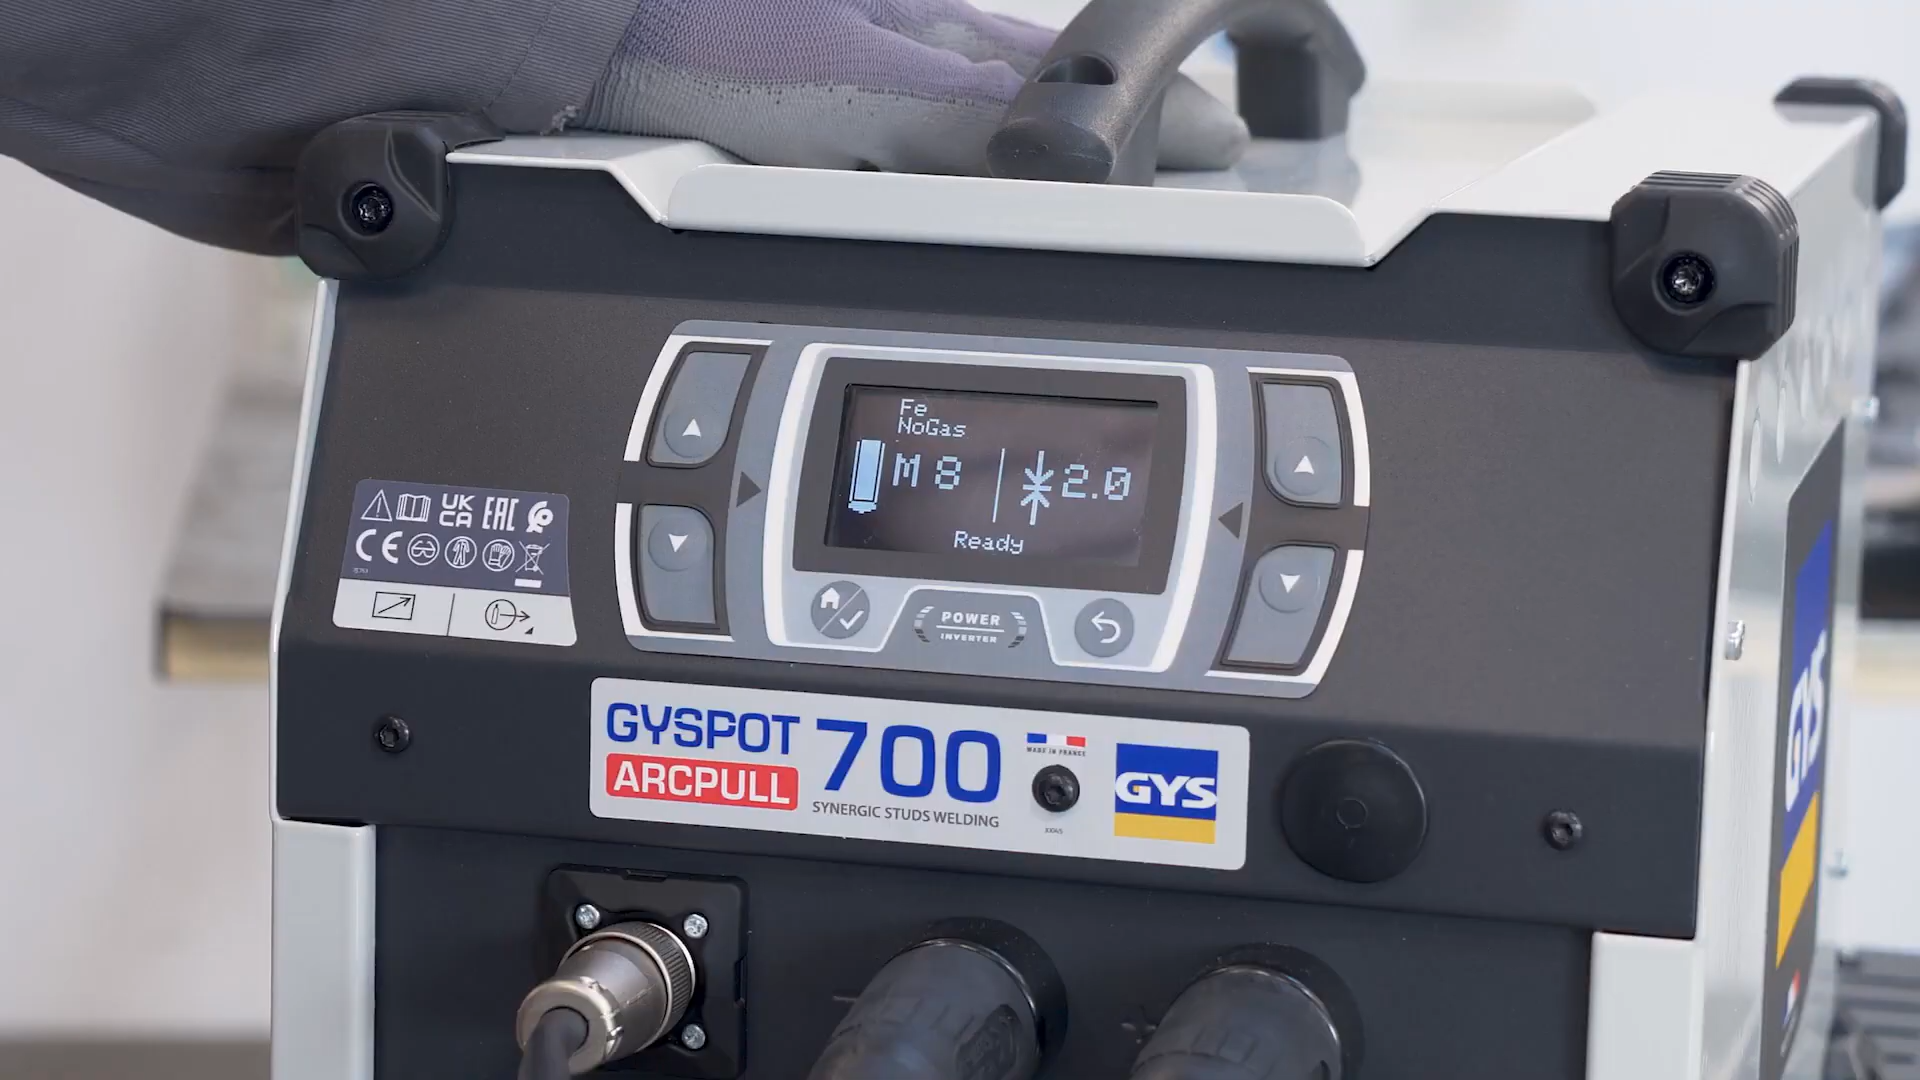 Fe
NoGas
M 8
2.0
Ready
UK
CA
EAC
CE
POWER
INVERTER
GYSPOT
ARCPULL
700
SYNERGIC STUDS WELDING
MADE IN FRANCE
GYS
GYS